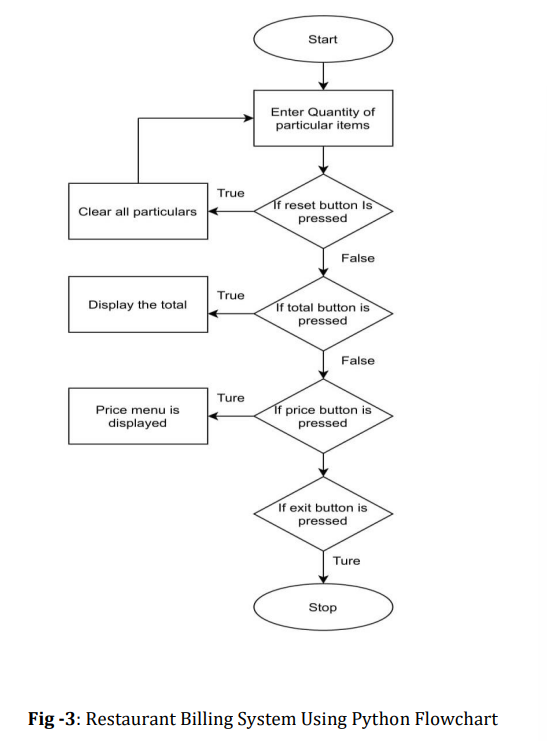 Start
Enter Quantity of
particular items
True
If reset button Is
pressed
Clear all particulars
False
True
If total button is
pressed
Display the total
False
Ture
If price button is
pressed
Price menu is
displayed
If exit button is
pressed
Ture
Stop
Fig -3: Restaurant Billing System Using Python Flowchart